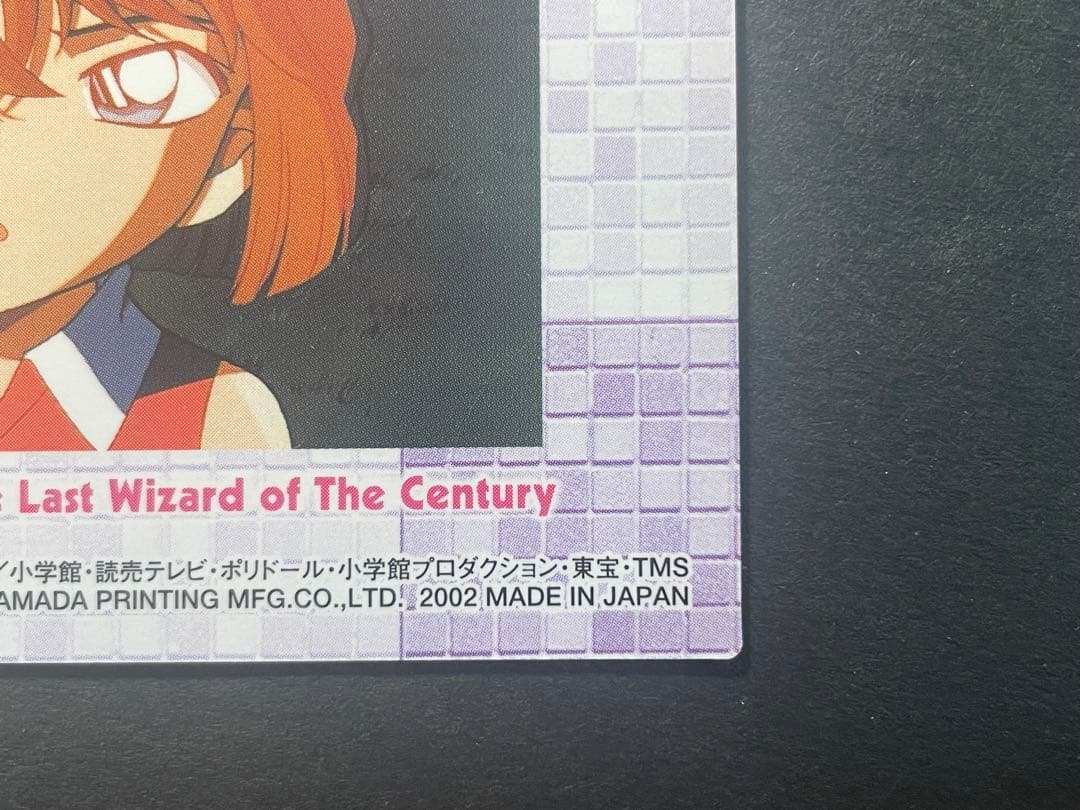 : Last Wizard of The Century
／小学館・読売テレビ・ポリドール・小学館プロダクション・東宝・TMS
AMADA PRINTING MFG.CO.,LTD. 2002 MADE IN JAPAN